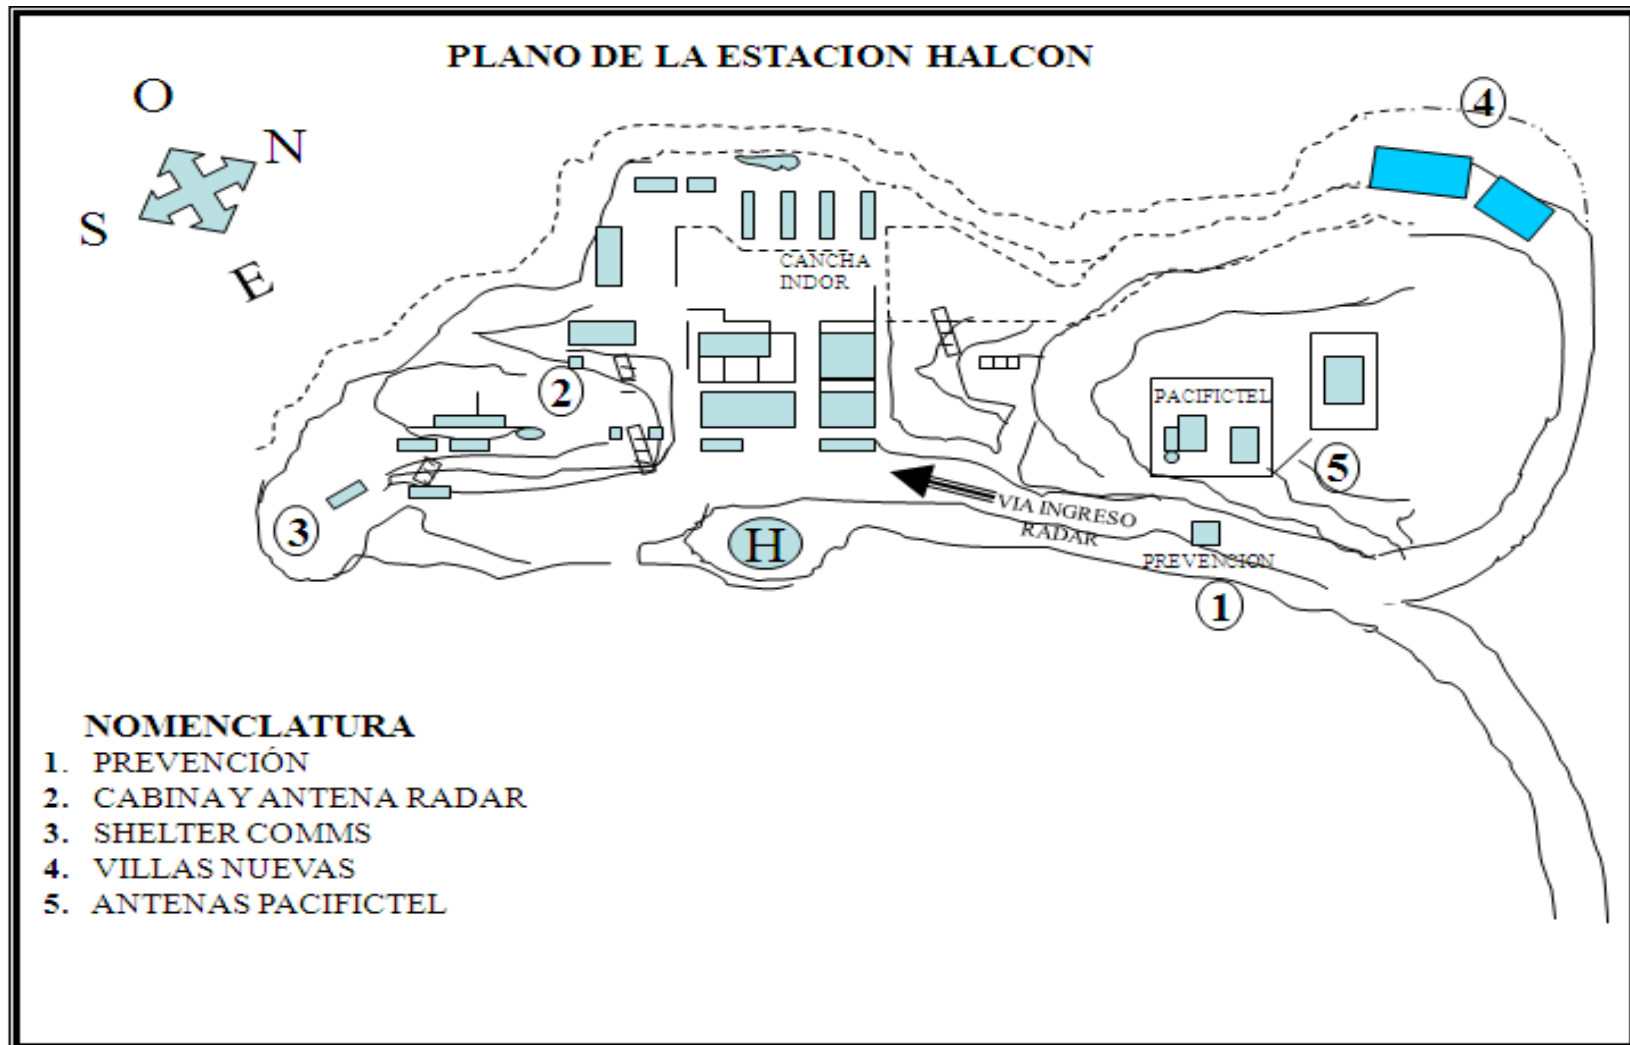 PLANO DE LA ESTACION HALCON
O
N
S
E
4
CANCHA
INDOR
2
PACIFICTEL
5
3
H
VIA INGRESO
RADAR
PREVENCION
1
NOMENCLATURA
1. PREVENCIÓN
2. CABINA Y ANTENA RADAR
3. SHELTER COMMS
4. VILLAS NUEVAS
5. ANTENAS PACIFICTEL